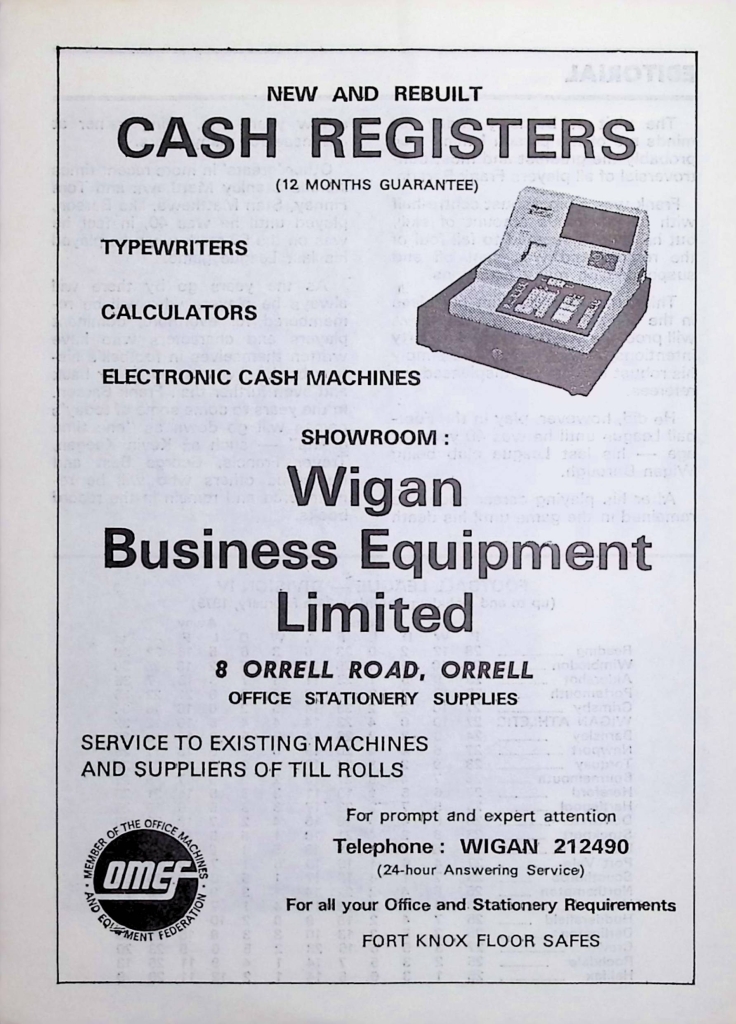 NEW AND REBUILT
CASH REGISTERS
(12 MONTHS GUARANTEE)
TYPEWRITERS
CALCULATORS
ELECTRONIC CASH MACHINES
SHOWROOM :
Wigan
Business Equipment
Limited
8 ORRELL ROAD, ORRELL
OFFICE STATIONERY SUPPLIES
SERVICE TO EXISTING MACHINES
AND SUPPLIERS OF TILL ROLLS
For prompt and expert attention
Telephone : WIGAN 212490
(24-hour Answering Service)
For all your Office and Stationery Requirements
FORT KNOX FLOOR SAFES
· MEMBER OF THE OFFICE MACHINES ·
OMEF
AND EQUIPMENT FEDERATION